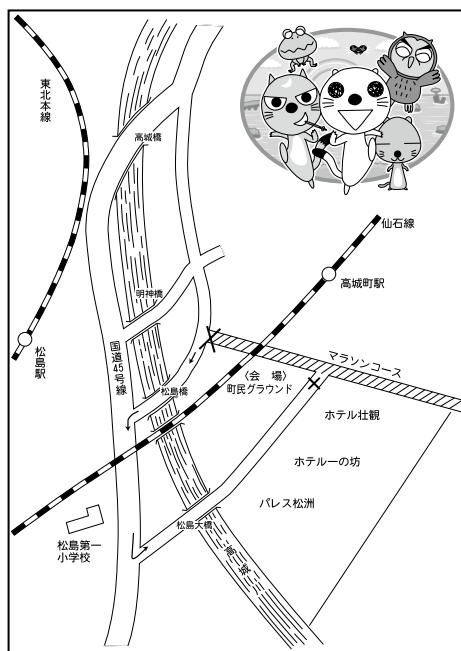 東北本線
高城橋
仙石線
高城町駅
明神橋
松島駅
国道45号線
マラソンコース
松島橋
〈会　場〉
町民グラウンド
ホテル壮観
ホテル一の坊
パレス松洲
松島大橋
松島第一
小学校
高城